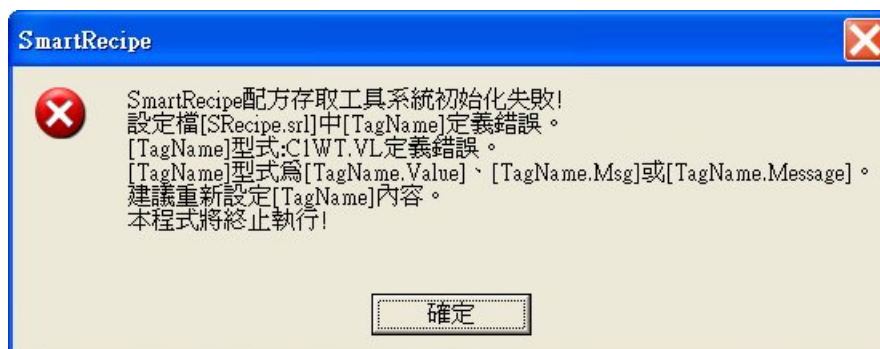 SmartRecipe
SmartRecipe配方存取工具系統初始化失敗!
設定檔[SRecipe.srl]中[TagName]定義錯誤。
[TagName]型式:C1WT.VL定義錯誤。
[TagName]型式為[TagName.Value]、[TagName.Msg]或[TagName.Message]。
建議重新設定[TagName]內容。
本程式將終止執行!
確定